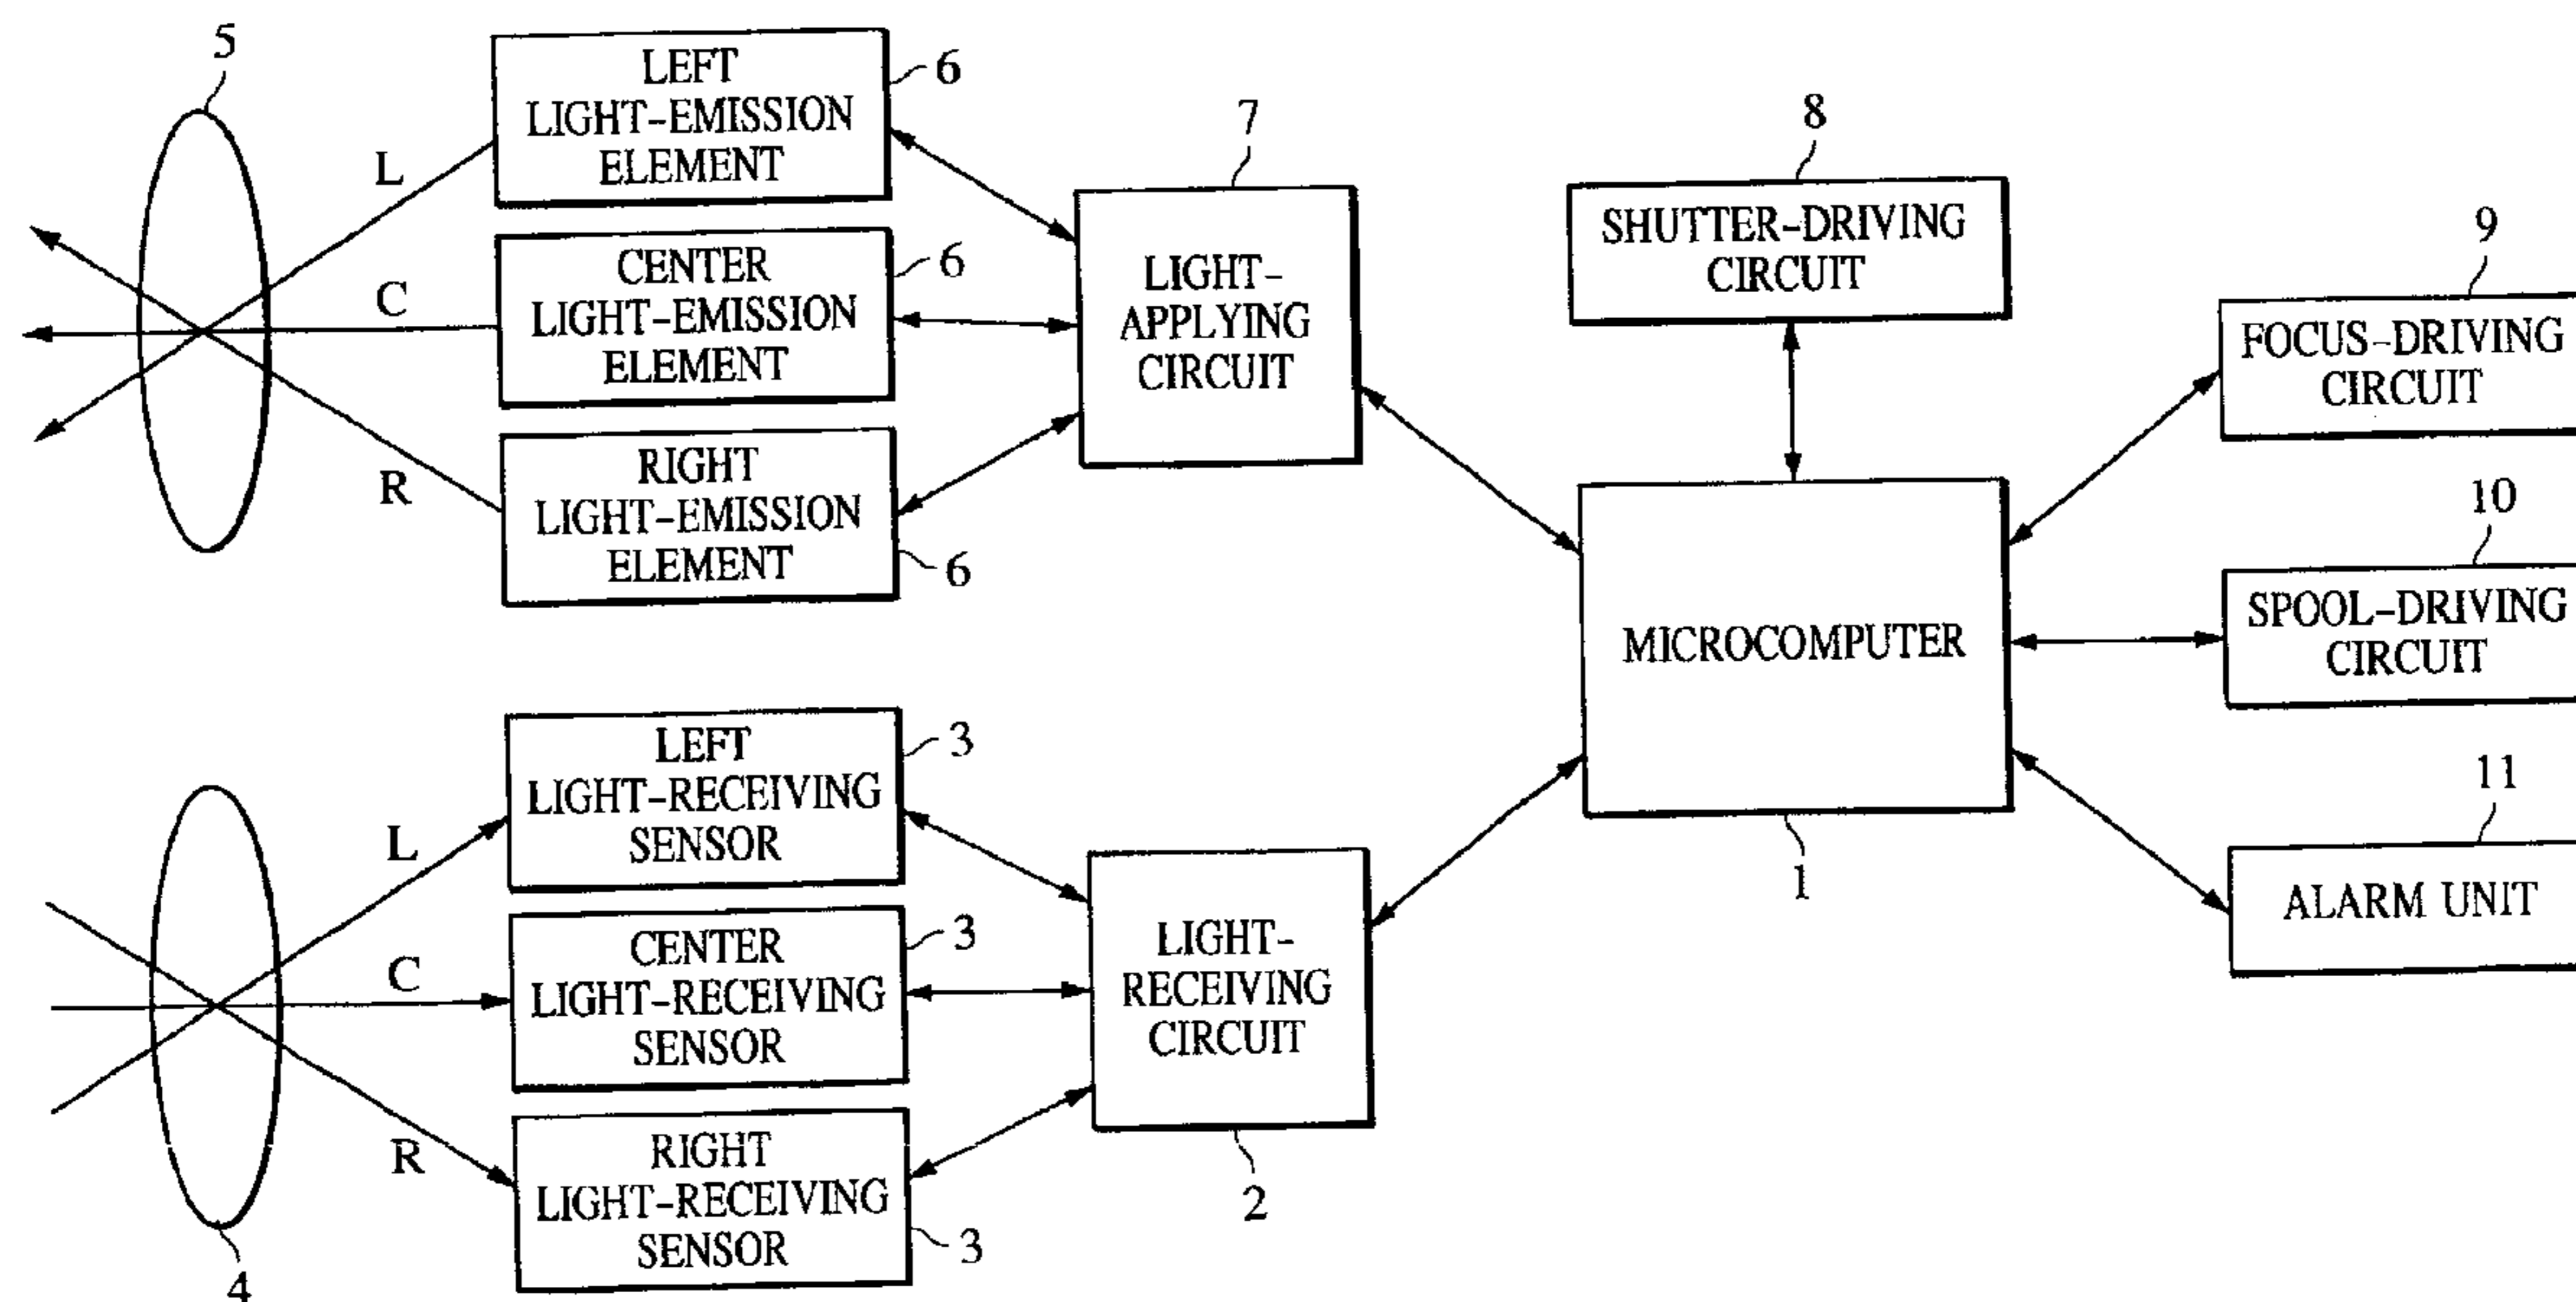 5
LEFT
LIGHT-EMISSION
ELEMENT
6
L
CENTER
LIGHT-EMISSION
ELEMENT
6
C
RIGHT
LIGHT-EMISSION
ELEMENT
6
R
7
LIGHT-
APPLYING
CIRCUIT
8
SHUTTER-DRIVING
CIRCUIT
9
FOCUS-DRIVING
CIRCUIT
10
SPOOL-DRIVING
CIRCUIT
11
ALARM UNIT
MICROCOMPUTER
1
LEFT
LIGHT-RECEIVING
SENSOR
3
L
CENTER
LIGHT-RECEIVING
SENSOR
3
C
RIGHT
LIGHT-RECEIVING
SENSOR
3
R
4
LIGHT-
RECEIVING
CIRCUIT
2